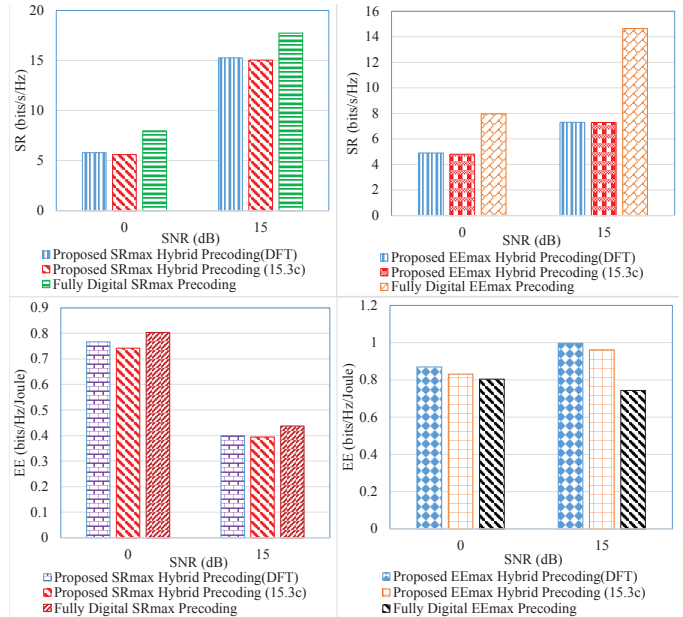 20
15
10
5
0
SR (bits/s/Hz)
0
15
SNR (dB)
Proposed SRmax Hybrid Precoding(DFT)
Proposed SRmax Hybrid Precoding (15.3c)
Fully Digital SRmax Precoding
16
14
12
10
8
6
4
2
0
SR (bits/s/Hz)
0
15
SNR (dB)
Proposed EEmax Hybrid Precoding(DFT)
Proposed EEmax Hybrid Precoding (15.3c)
Fully Digital EEmax Precoding
0.9
0.8
0.7
0.6
0.5
0.4
0.3
0.2
0.1
0
EE (bits/Hz/Joule)
0
15
SNR (dB)
Proposed SRmax Hybrid Precoding(DFT)
Proposed SRmax Hybrid Precoding (15.3c)
Fully Digital SRmax Precoding
1.2
1
0.8
0.6
0.4
0.2
0
EE (bits/Hz/Joule)
0
15
SNR (dB)
Proposed EEmax Hybrid Precoding(DFT)
Proposed EEmax Hybrid Precoding (15.3c)
Fully Digital EEmax Precoding